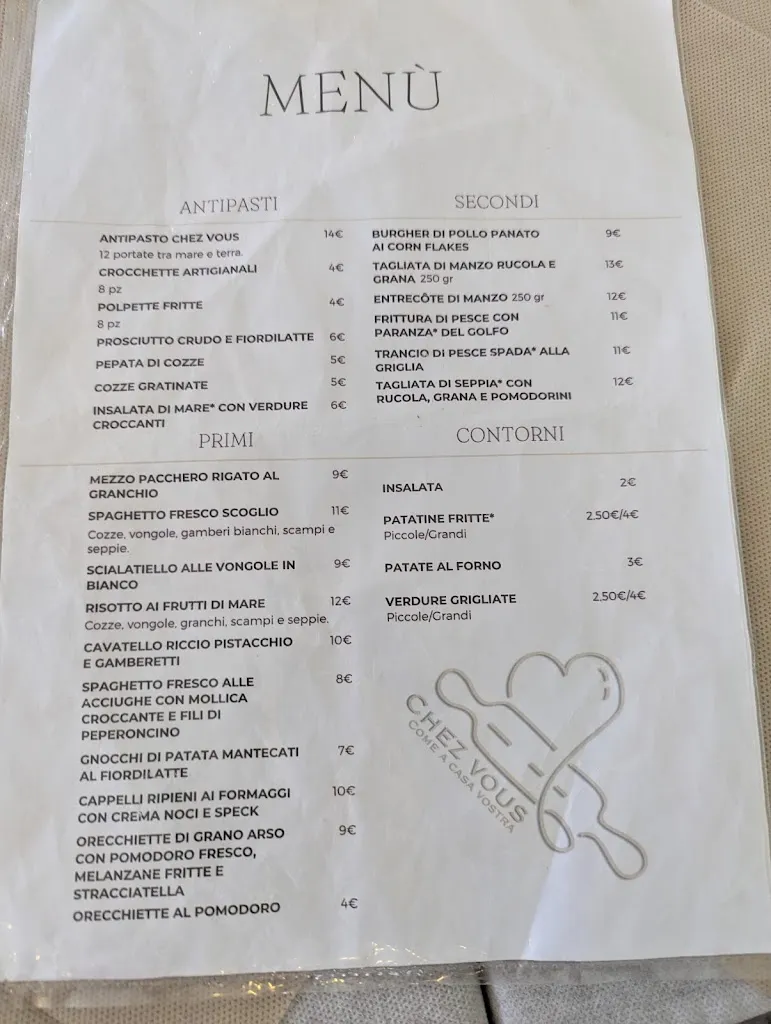 MENÙ
ANTIPASTI
ANTIPASTO CHEZ VOUS 14€
12 portate tra mare e terra.
CROCCHETTE ARTIGIANALI 4€
8 pz
POLPETTE FRITTE 4€
8 pz
PROSCIUTTO CRUDO E FIORDILATTE 6€
PEPATA DI COZZE 5€
COZZE GRATINATE 5€
INSALATA DI MARE* CON VERDURE 6€
CROCCANTI
PRIMI
MEZZO PACCHERO RIGATO AL 9€
GRANCHIO
SPAGHETTO FRESCO SCOGLIO 11€
Cozze, vongole, gamberi bianchi, scampi e
seppie.
SCIALATIELLO ALLE VONGOLE IN 9€
BIANCO
RISOTTO AI FRUTTI DI MARE 12€
Cozze, vongole, granchi, scampi e seppie.
CAVATELLO RICCIO PISTACCHIO 10€
E GAMBERETTI
SPAGHETTO FRESCO ALLE 8€
ACCIUGHE CON MOLLICA
CROCCANTE E FILI DI
PEPERONCINO
GNOCCHI DI PATATA MANTECATI 7€
AL FIORDILATTE
CAPPELLI RIPIENI AI FORMAGGI 10€
CON CREMA NOCI E SPECK
ORECCHIETTE DI GRANO ARSO 9€
CON POMODORO FRESCO,
MELANZANE FRITTE E
STRACCIATELLA
ORECCHIETTE AL POMODORO 4€
SECONDI
BURGHER DI POLLO PANATO 9€
AI CORN FLAKES
TAGLIATA DI MANZO RUCOLA E 13€
GRANA 250 gr
ENTRECÔTE DI MANZO 250 gr 12€
FRITTURA DI PESCE CON 11€
PARANZA* DEL GOLFO
TRANCIO DI PESCE SPADA* ALLA 11€
GRIGLIA
TAGLIATA DI SEPPIA* CON 12€
RUCOLA, GRANA E POMODORINI
CONTORNI
INSALATA 2€
PATATINE FRITTE* 2.50€/4€
Piccole/Grandi
PATATE AL FORNO 3€
VERDURE GRIGLIATE 2.50€/4€
Piccole/Grandi
CHEZ VOUS
COME A CASA VOSTRA